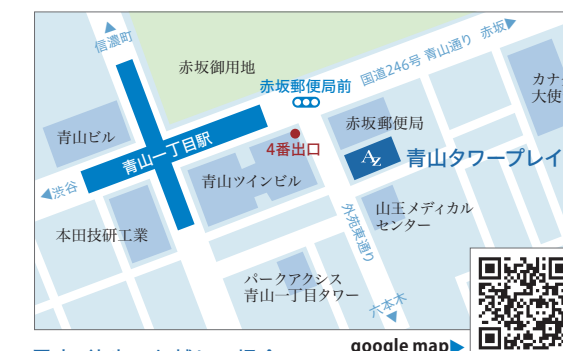 信濃町
赤坂御用地
国道246号 青山通り 赤坂
赤坂郵便局前
青山ビル
青山一丁目駅
4番出口
赤坂郵便局
AZ
青山タワープレイ
渋谷
青山ツインビル
本田技研工業
外苑東通り
山王メディカル
センター
パークアクシス
青山一丁目タワー
六本木
google map